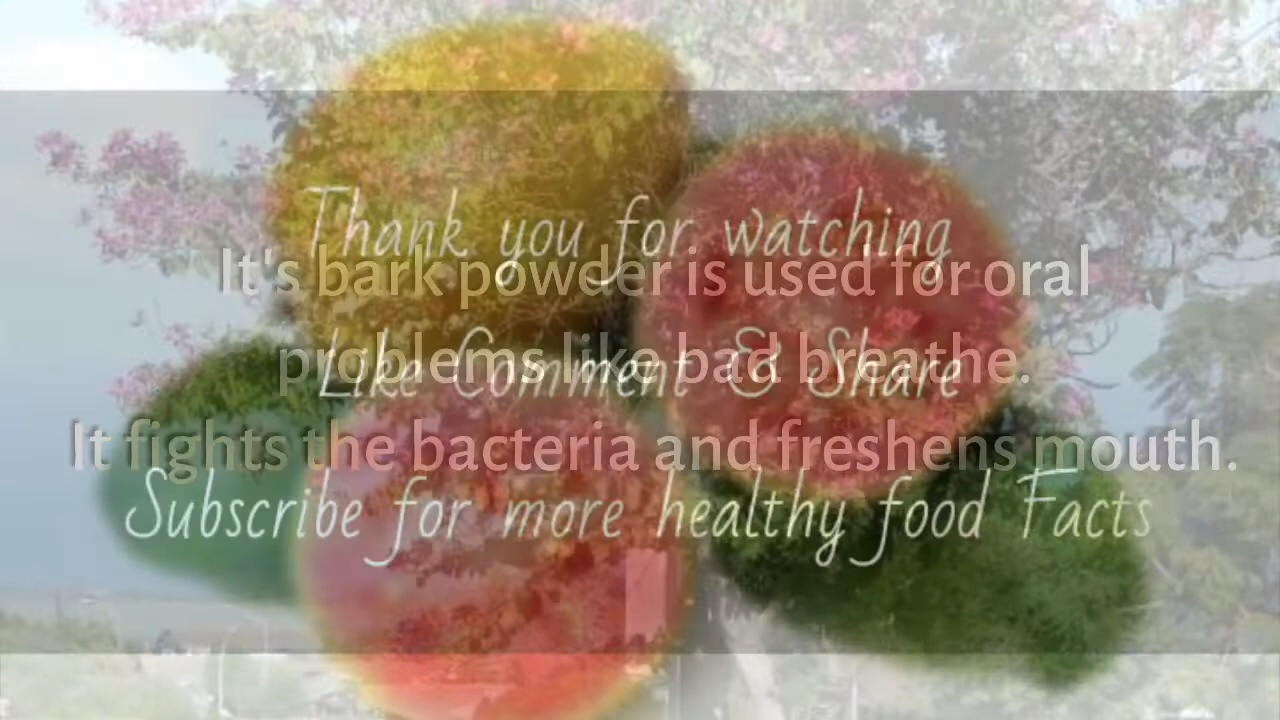 Thank you for watching
It's bark powder is used for oral
Like Comment & Share
problems like bad breathe.
It fights the bacteria and freshens mouth.
Subscribe for more healthy food Facts